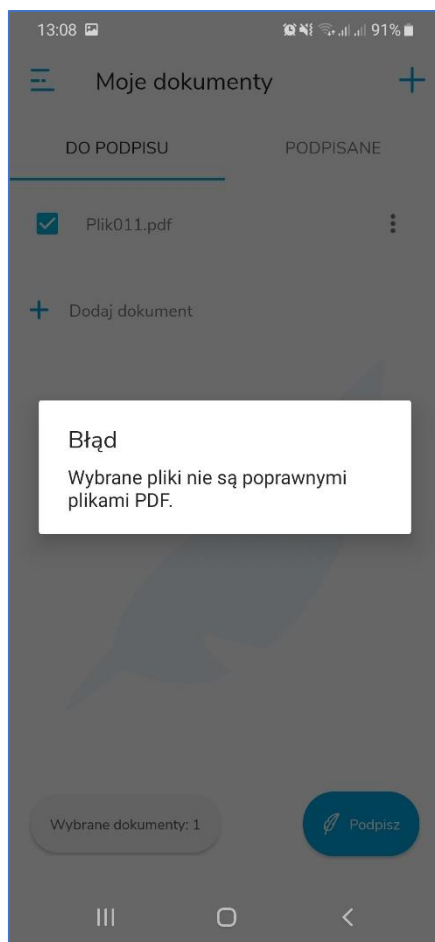 13:08 91%
Moje dokumenty
DO PODPISU PODPISANE
Plik011.pdf
Dodaj dokument
Błąd
Wybrane pliki nie są poprawnymi
plikami PDF.
Wybrane dokumenty: 1 Podpisz